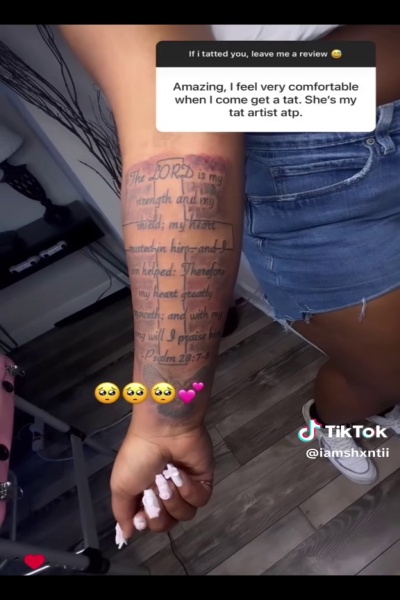 If i tatted you, leave me a review 😅
Amazing, I feel very comfortable
when I come get a tat. She's my
tat artist atp.
The LORD is my
strength and my
shield; my heart
trusted in him, and I
am helped: Therefore
my heart greatly
rejoiceth; and with my
song will I praise him.
-Psalm 28:7-
🥺🥺🥺💕
TikTok
@iamshxntii